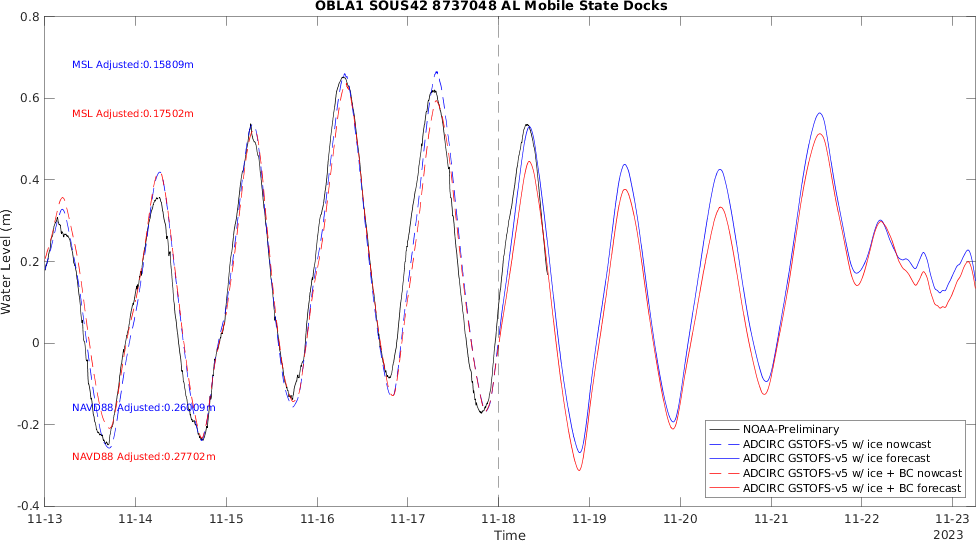 OBLA1 SOUS42 8737048 AL Mobile State Docks
Water Level (m)
0.8
0.6
0.4
0.2
0
-0.2
-0.4
MSL Adjusted:0.15809m
MSL Adjusted:0.17502m
NAVD88 Adjusted:0.26009m
NAVD88 Adjusted:0.27702m
NOAA-Preliminary
ADCIRC GSTOFS-v5 w/ ice nowcast
ADCIRC GSTOFS-v5 w/ ice forecast
ADCIRC GSTOFS-v5 w/ ice + BC nowcast
ADCIRC GSTOFS-v5 w/ ice + BC forecast
11-13 11-14 11-15 11-16 11-17 11-18 11-19 11-20 11-21 11-22 11-23
Time
2023